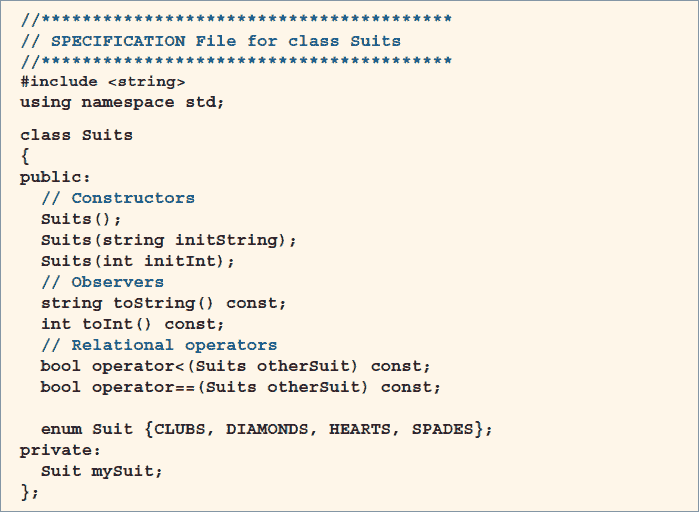 //****************************************
// SPECIFICATION File for class Suits
//****************************************
#include <string>
using namespace std;
class Suits
{
public:
// Constructors
Suits();
Suits(string initString);
Suits(int initInt);
// Observers
string toString() const;
int toInt() const;
// Relational operators
bool operator<(Suits otherSuit) const;
bool operator==(Suits otherSuit) const;
enum Suit {CLUBS, DIAMONDS, HEARTS, SPADES};
private:
Suit mySuit;
};